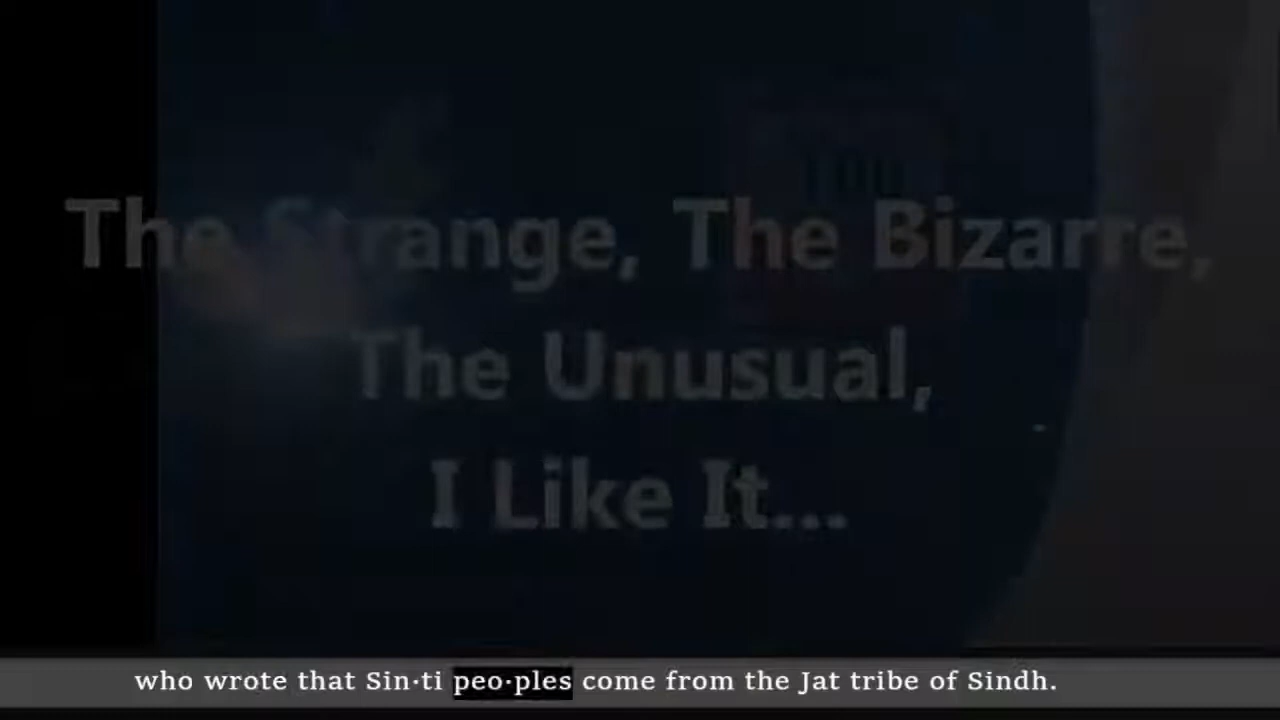 The Strange, The Bizarre,
The Unusual,
I Like It...
who wrote that Sin·ti peo·ples come from the Jat tribe of Sindh.